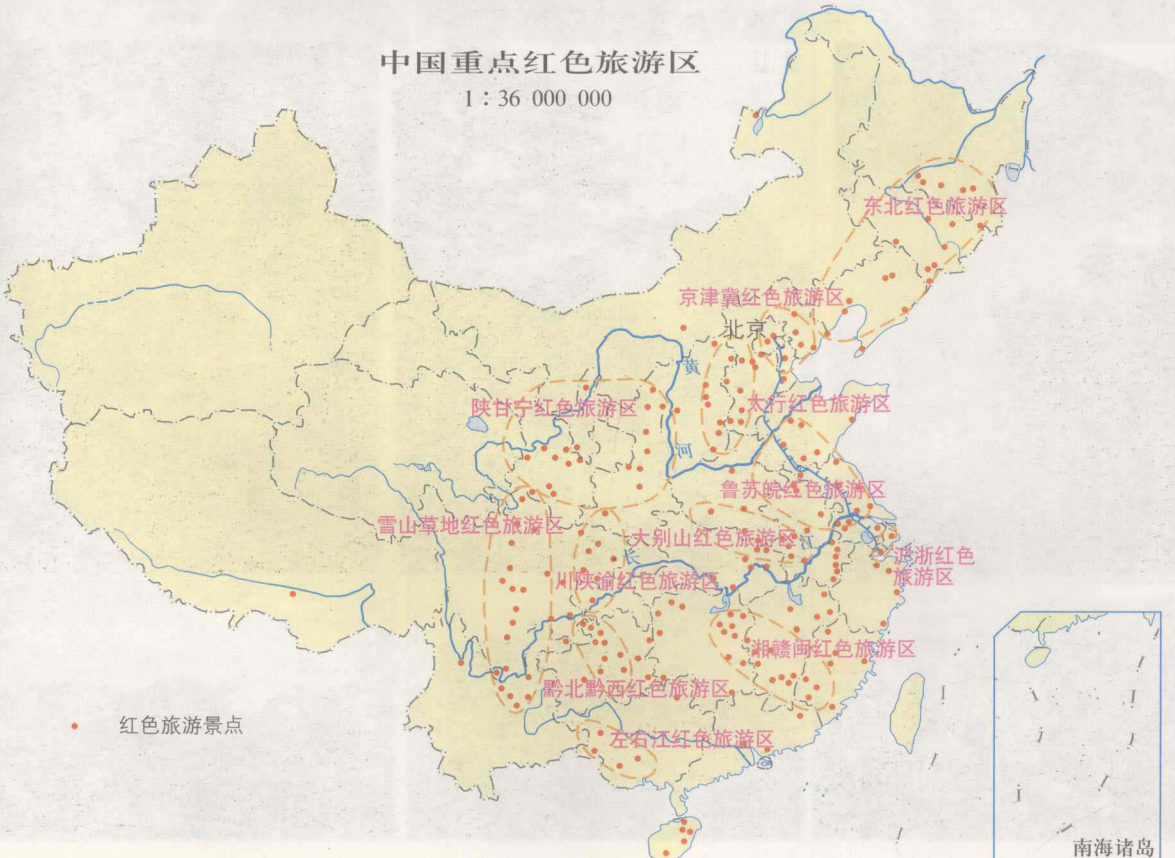 中国重点红色旅游区
1∶36 000 000
东北红色旅游区
京津冀红色旅游区
北京
黄
陕甘宁红色旅游区
太行红色旅游区
河
鲁苏皖红色旅游区
雪山草地红色旅游区
大别山红色旅游区
江
长
沪浙红色
旅游区
川陕渝红色旅游区
湘赣闽红色旅游区
黔北黔西红色旅游区
红色旅游景点
左右江红色旅游区
南海诸岛